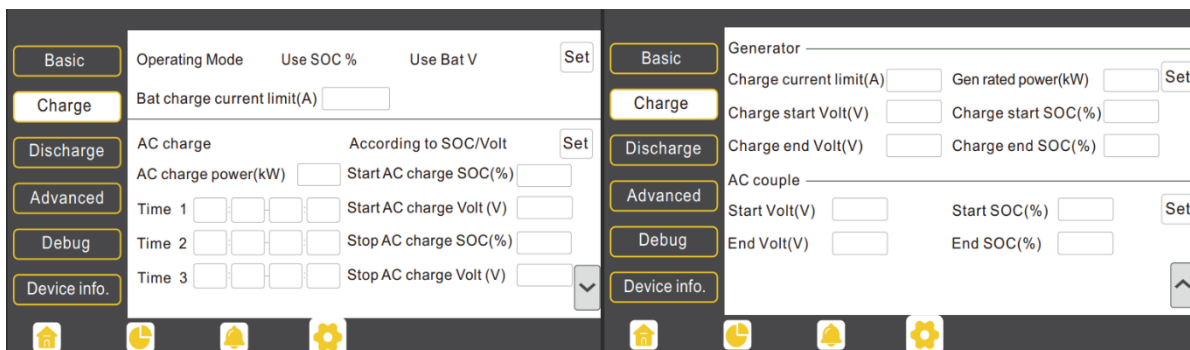 Basic
Charge
Discharge
Advanced
Debug
Device info.
Operating Mode Use SOC % Use Bat V Set
Bat charge current limit(A)
AC charge According to SOC/Volt Set
AC charge power(kW) Start AC charge SOC(%)
Time 1 : - : Start AC charge Volt (V)
Time 2 : - : Stop AC charge SOC(%)
Time 3 : - : Stop AC charge Volt (V)
Basic
Charge
Discharge
Advanced
Debug
Device info.
Generator
Charge current limit(A) Gen rated power(kW) Set
Charge start Volt(V) Charge start SOC(%)
Charge end Volt(V) Charge end SOC(%)
AC couple
Start Volt(V) Start SOC(%) Set
End Volt(V) End SOC(%)